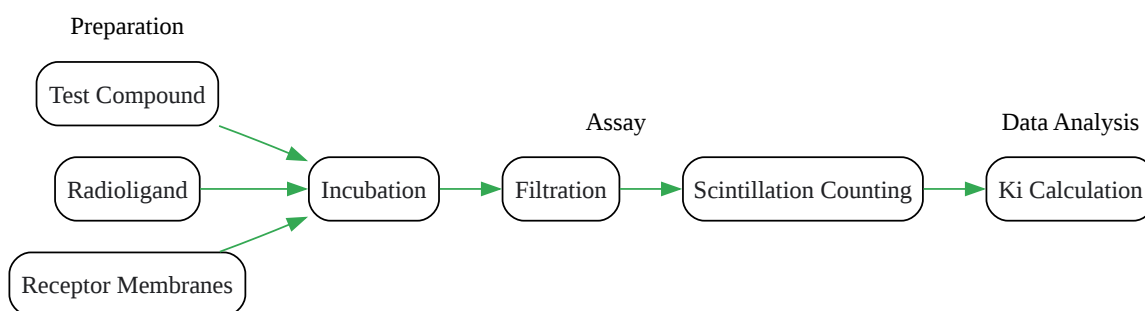 Preparation
Test Compound
Radioligand
Receptor Membranes
Incubation
Assay
Filtration
Scintillation Counting
Data Analysis
Ki Calculation